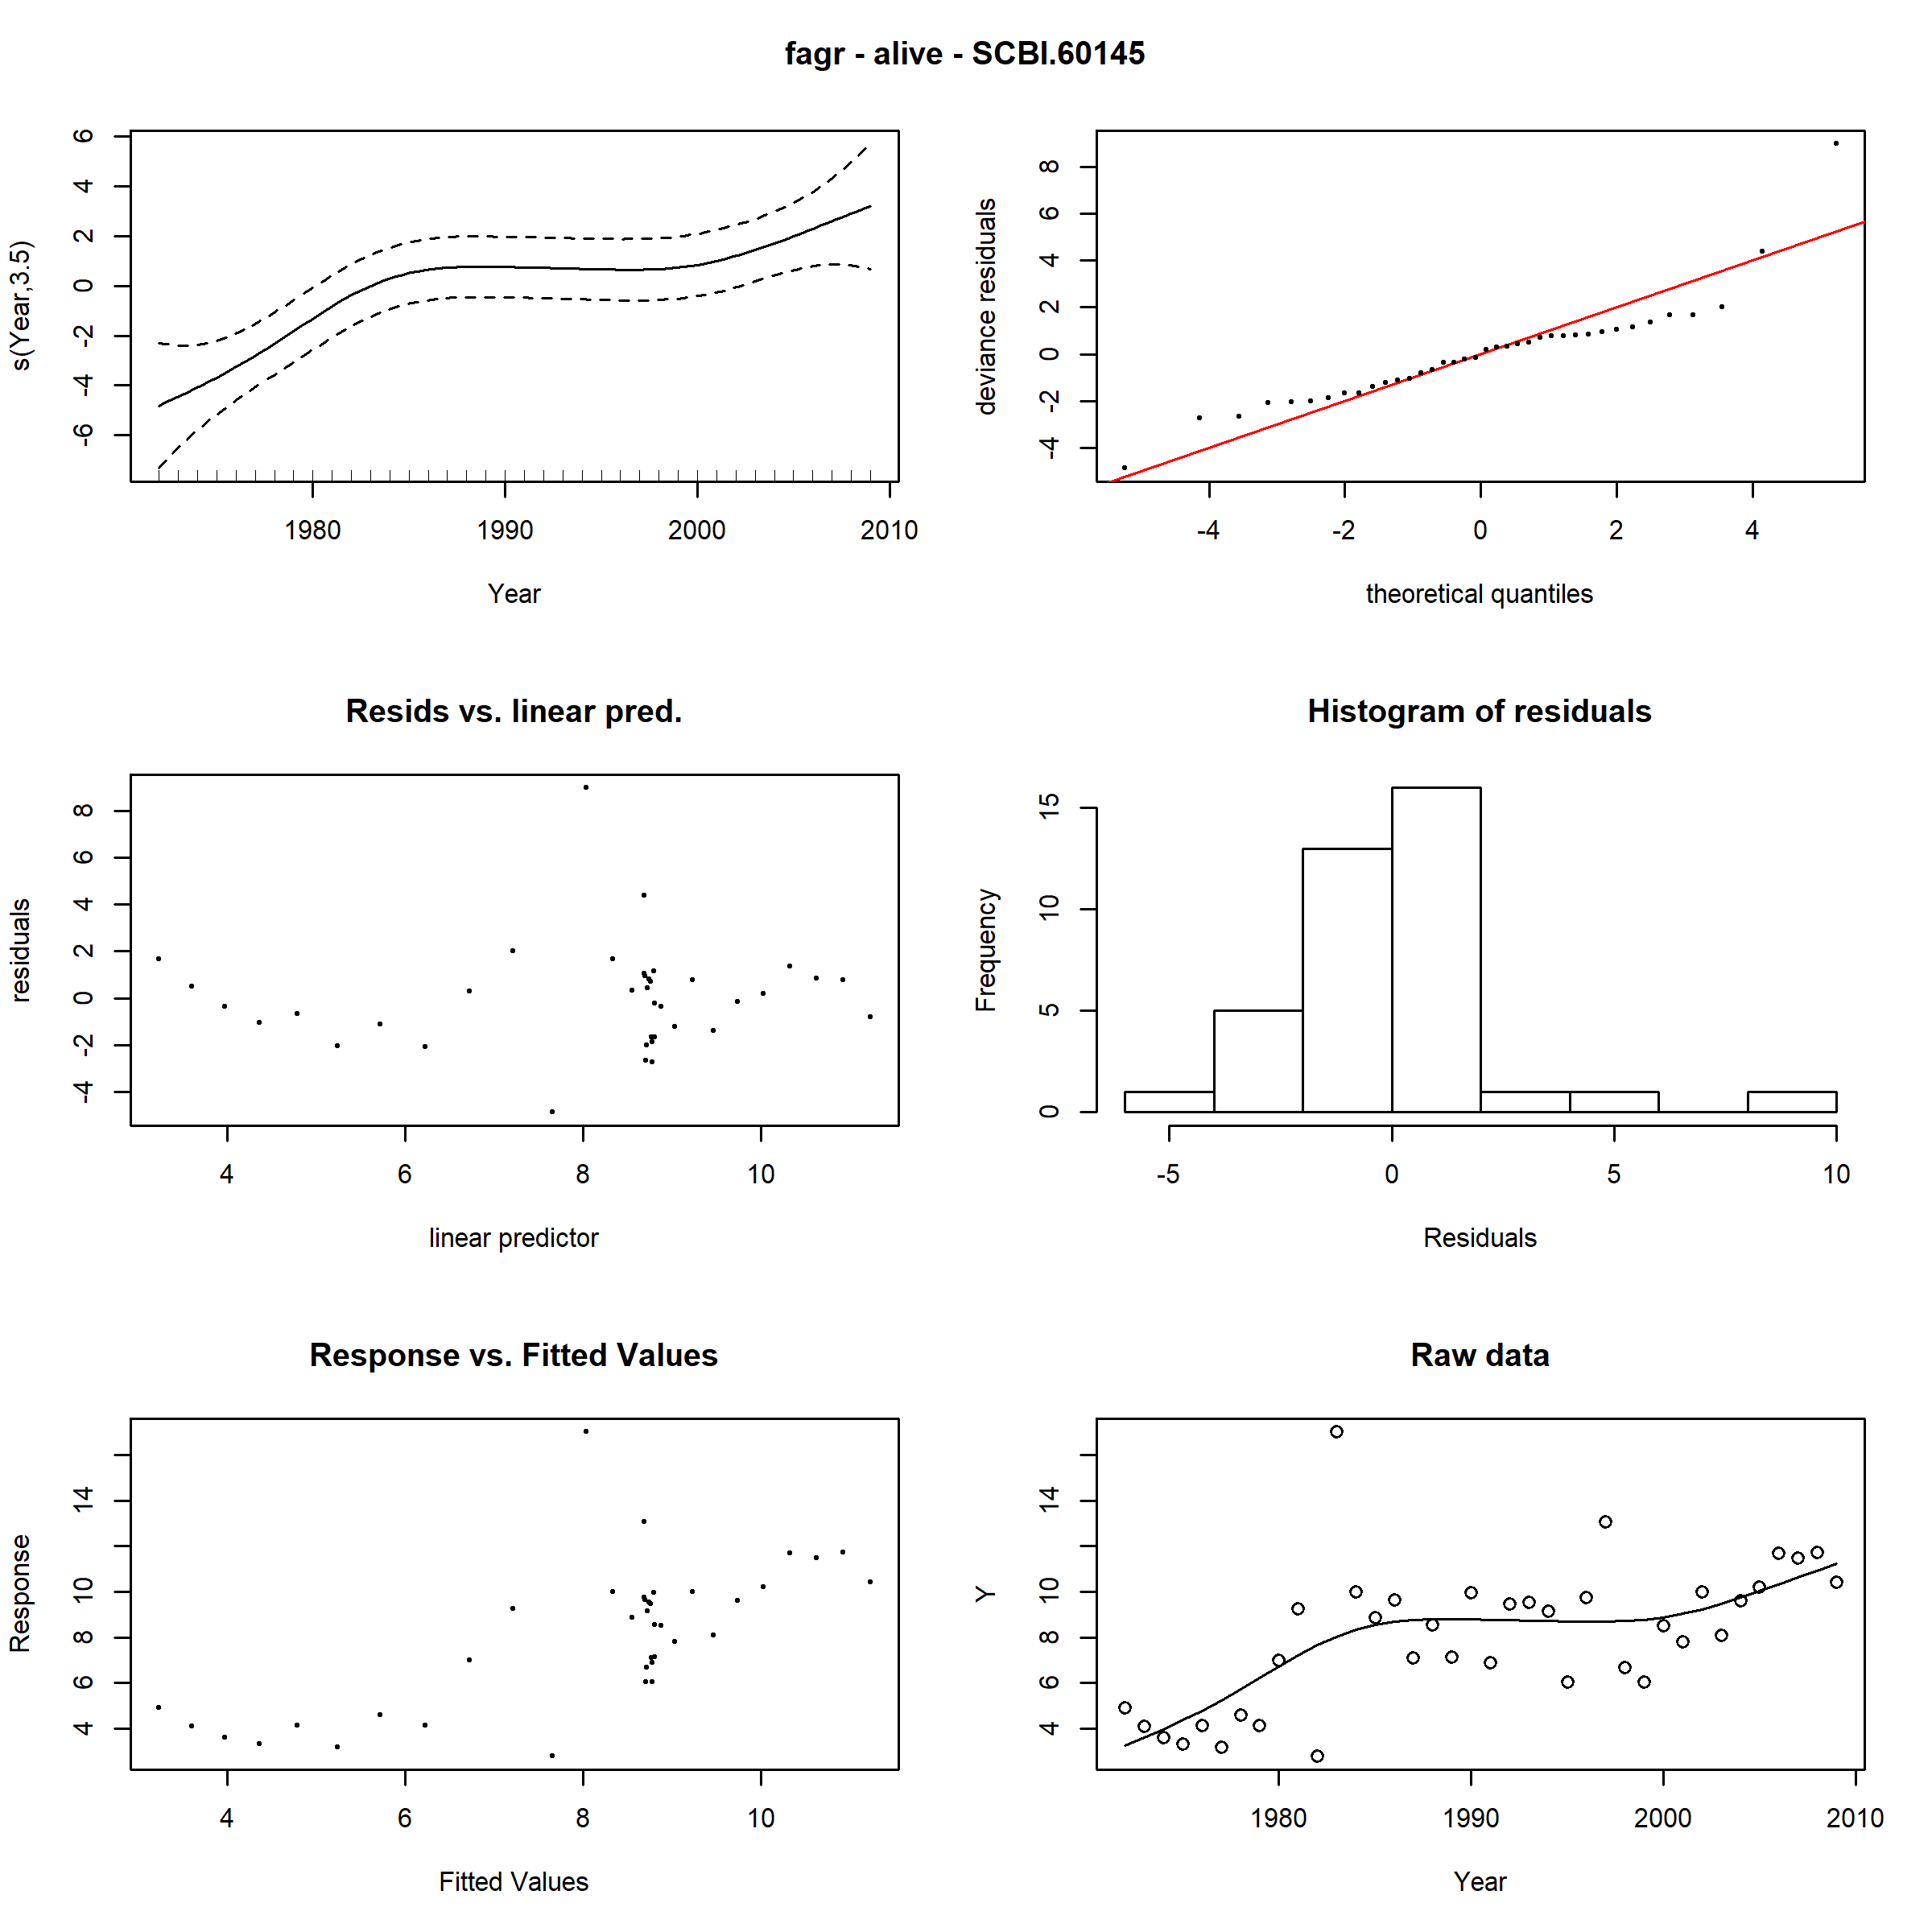 fagr - alive - SCBI.60145
s(Year,3.5)
6
4
2
0
-2
-4
-6
1980 1990 2000 2010
Year
deviance residuals
8
6
4
2
0
-2
-4
-4 -2 0 2 4
theoretical quantiles
Resids vs. linear pred.
residuals
8
6
4
2
0
-2
-4
4 6 8 10
linear predictor
Histogram of residuals
Frequency
15
10
5
0
-5 0 5 10
Residuals
Response vs. Fitted Values
Response
14
10
8
6
4
4 6 8 10
Fitted Values
Raw data
Y
14
10
8
6
4
1980 1990 2000 2010
Year